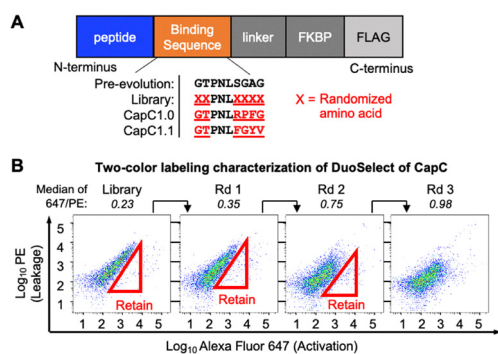 A
peptide
Binding
Sequence
linker
FKBP
FLAG
N-terminus
C-terminus
Pre-evolution: GTPNLSGAG
Library: XXPNLXXXX
CapC1.0 GTPNLRPFG
CapC1.1 GTPNLFGYV
X = Randomized
amino acid
B
Two-color labeling characterization of DuoSelect of CapC
Median of
647/PE:
Library Rd 1 Rd 2 Rd 3
0.23 0.35 0.75 0.98
Log10 PE
(Leakage)
5
4
3
2
1
Retain Retain Retain
1 2 3 4 5 1 2 3 4 5 1 2 3 4 5 1 2 3 4 5
Log10 Alexa Fluor 647 (Activation)